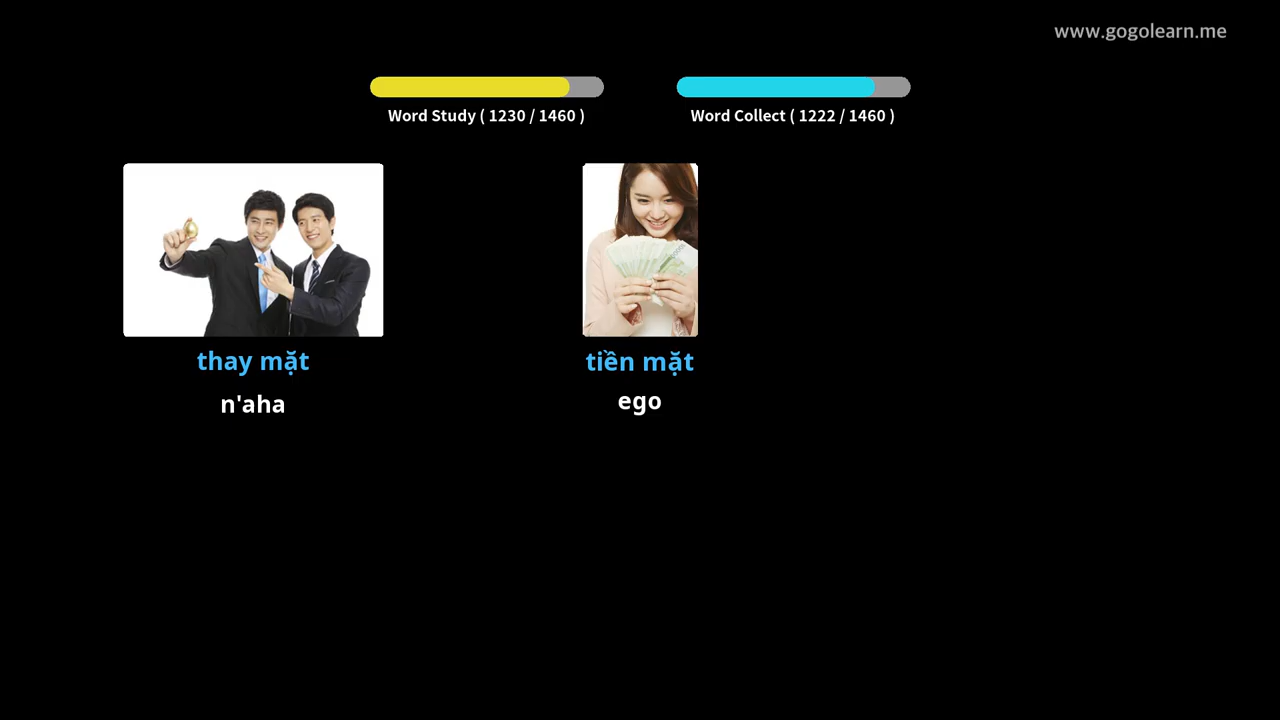 www.gogolearn.me
Word Study ( 1230 / 1460 )
Word Collect ( 1222 / 1460 )
thay mặt
tiền mặt
n'aha
ego